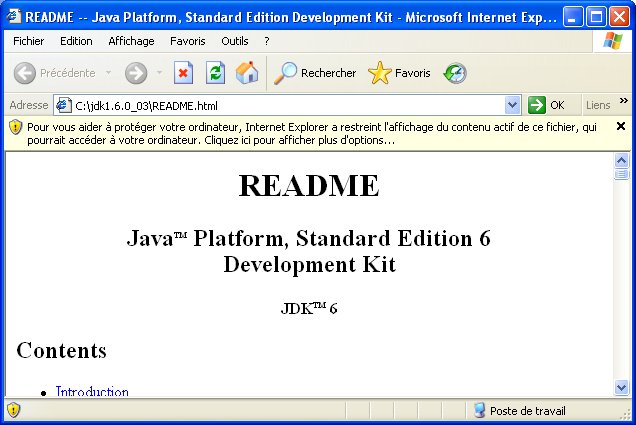 README -- Java Platform, Standard Edition Development Kit - Microsoft Internet Exp...
Fichier Edition Affichage Favoris Outils ?
Précédente Rechercher Favoris
Adresse C:\jdk1.6.0_03\README.html OK Liens »
Pour vous aider à protéger votre ordinateur, Internet Explorer a restreint l'affichage du contenu actif de ce fichier, qui
pourrait accéder à votre ordinateur. Cliquez ici pour afficher plus d'options...
README
Java™ Platform, Standard Edition 6
Development Kit
JDK™ 6
Contents
• Introduction
Poste de travail